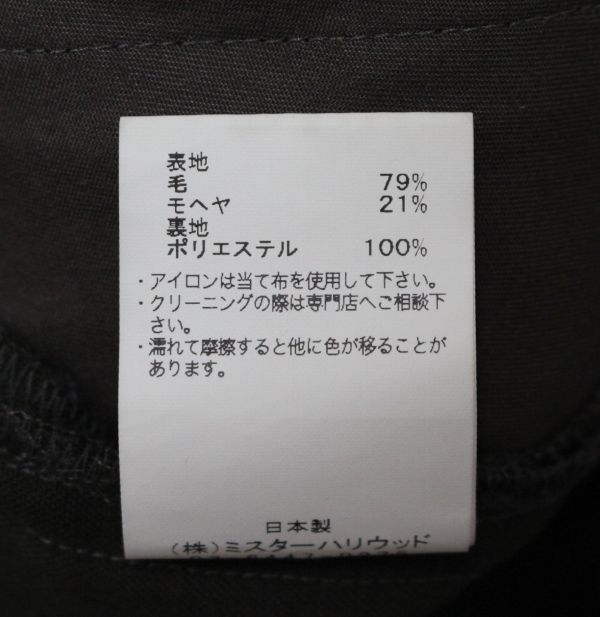 表地
毛 79%
モヘヤ 21%
裏地
ポリエステル 100%
・アイロンは当て布を使用して下さい。
・クリーニングの際は専門店へご相談下
さい。
・濡れて摩擦すると他に色が移ることが
あります。
日本製
(株)ミスターハリウッド